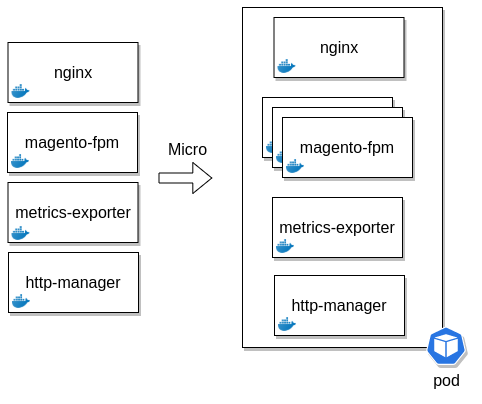 nginx
magento-fpm
metrics-exporter
http-manager
Micro
nginx
magento-fpm
metrics-exporter
http-manager
pod